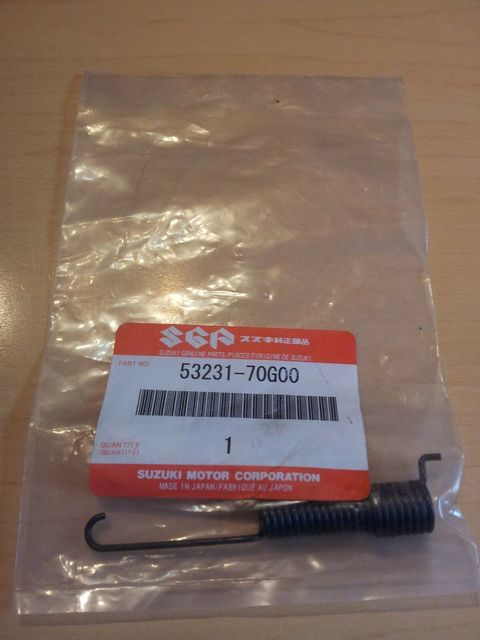 SGP スズキ純正部品
SUZUKI GENUINE PARTS/PIÈCES D'ORIGINE DE SUZUKI
PART NO. 53231-70G00
QUANTITY 1
(QUANTITÉ)
SUZUKI MOTOR CORPORATION
MADE IN JAPAN/FABRIQUÉ AU JAPON